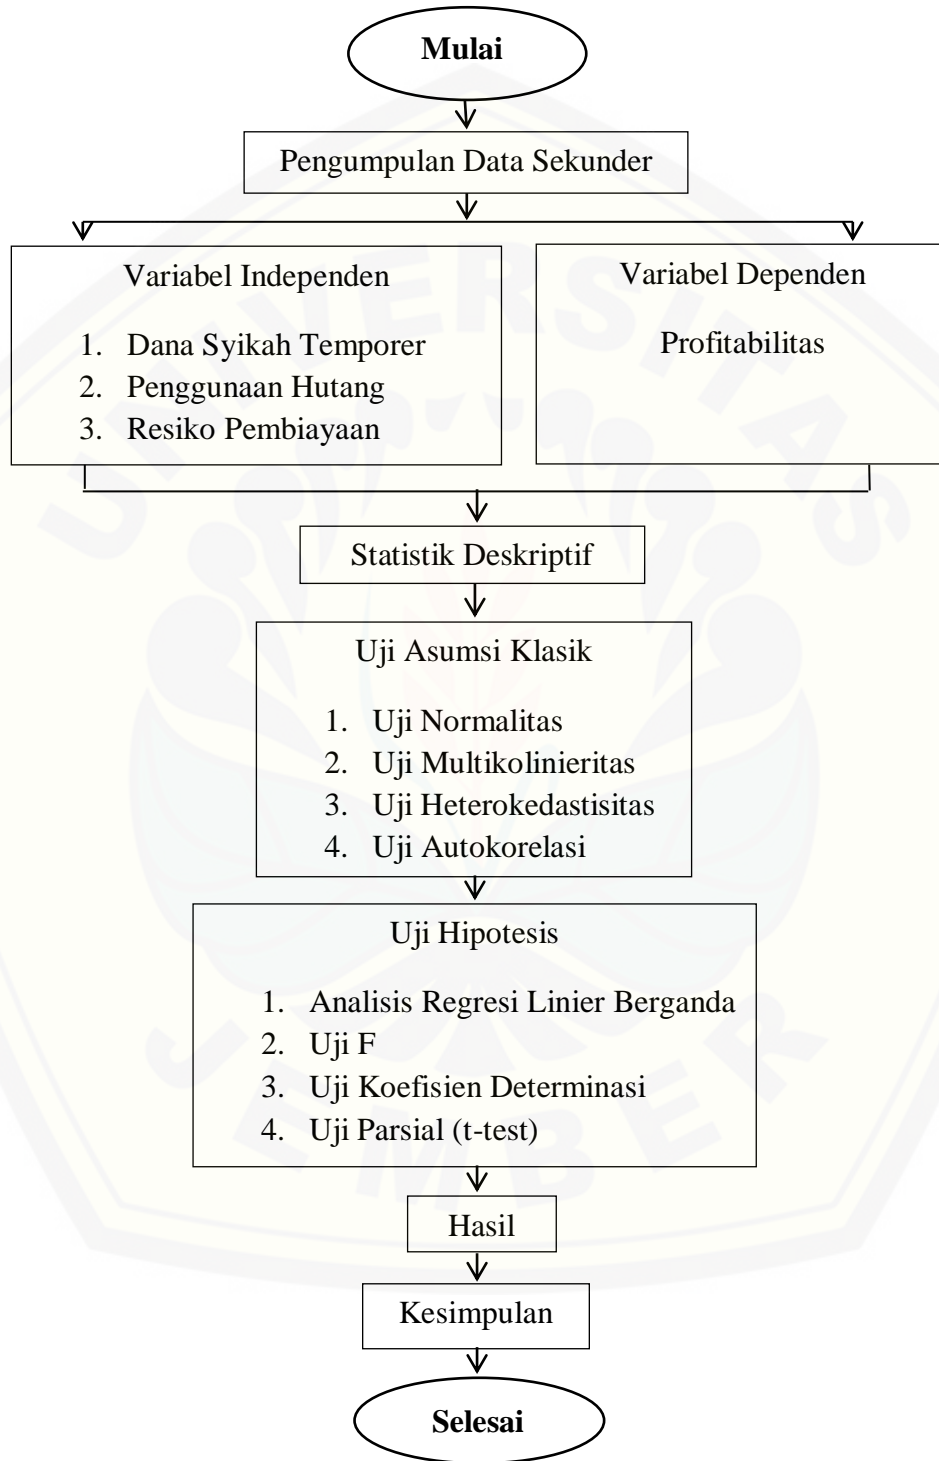 Mulai
Pengumpulan Data Sekunder
Variabel Independen
1. Dana Syikah Temporer
2. Penggunaan Hutang
3. Resiko Pembiayaan
Variabel Dependen
Profitabilitas
Statistik Deskriptif
Uji Asumsi Klasik
1. Uji Normalitas
2. Uji Multikolinieritas
3. Uji Heterokedastisitas
4. Uji Autokorelasi
Uji Hipotesis
1. Analisis Regresi Linier Berganda
2. Uji F
3. Uji Koefisien Determinasi
4. Uji Parsial (t-test)
Hasil
Kesimpulan
Selesai
UNIVERSITAS
JEMBER